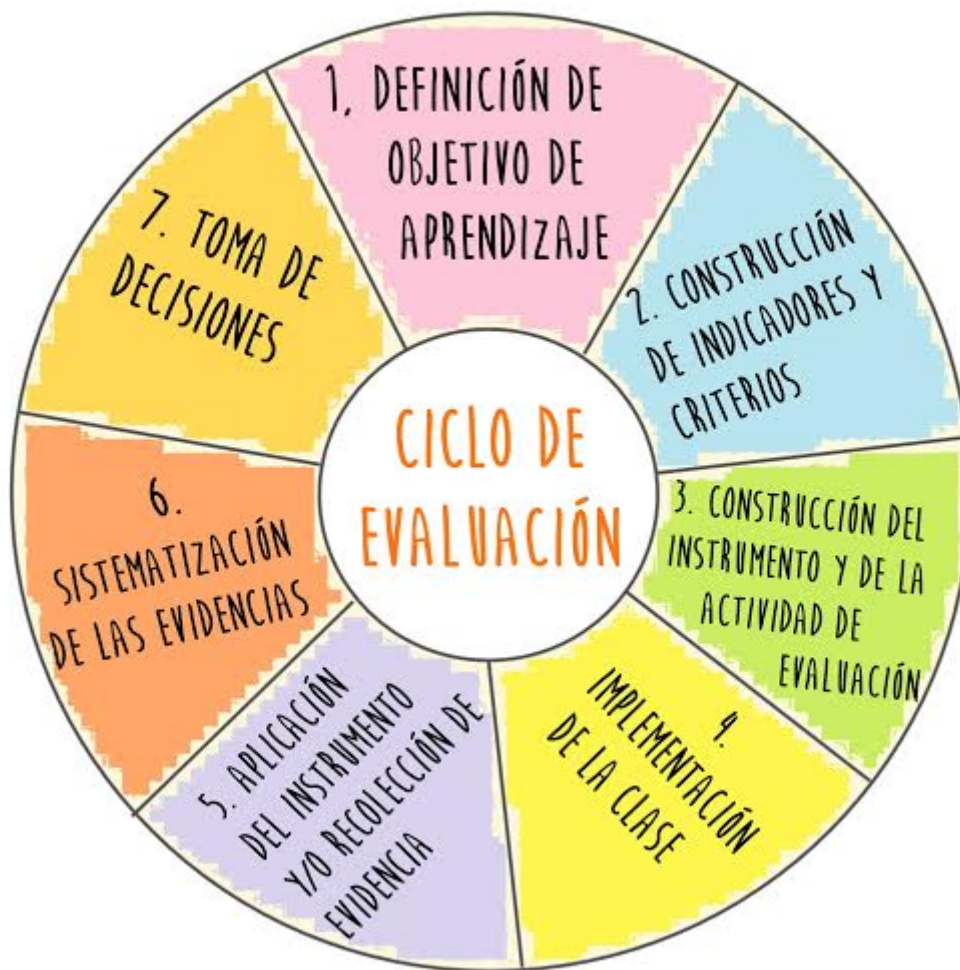 1, DEFINICIÓN DE
OBJETIVO DE
APRENDIZAJE
2. CONSTRUCCIÓN
DE INDICADORES Y
CRITERIOS
3. CONSTRUCCIÓN DEL
INSTRUMENTO Y DE LA
ACTIVIDAD DE
EVALUACIÓN
4.
IMPLEMENTACIÓN
DE LA CLASE
5. APLICACIÓN
DEL INSTRUMENTO
Y/O RECOLECCIÓN DE
EVIDENCIA
6.
SISTEMATIZACIÓN
DE LAS EVIDENCIAS
7. TOMA DE
DECISIONES
CICLO DE
EVALUACIÓN